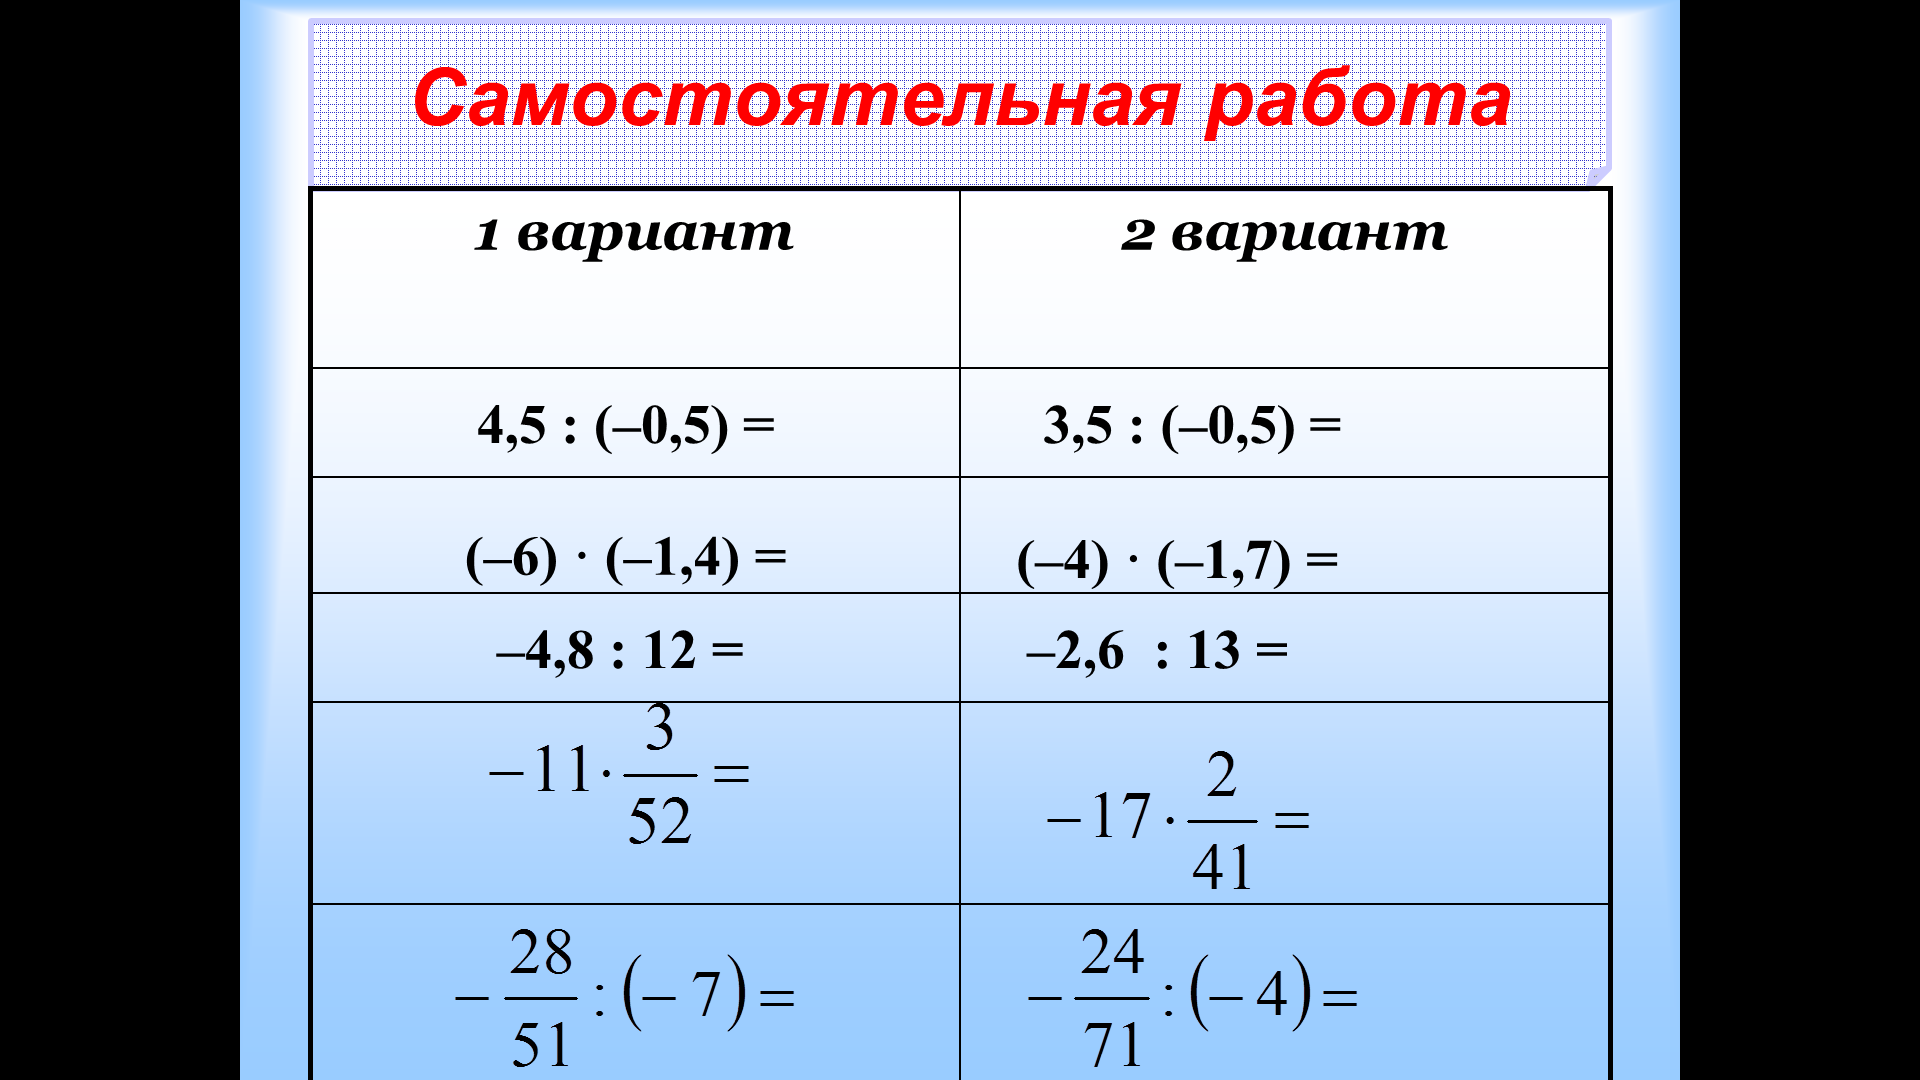 Самостоятельная работа
1 вариант 2 вариант
4,5 : (–0,5) = 3,5 : (–0,5) =
(–6) · (–1,4) = (–4) · (–1,7) =
–4,8 : 12 = –2,6 : 13 =
−11·3/52= −17·2/41=
−28/51:(−7)= −24/71:(−4)=